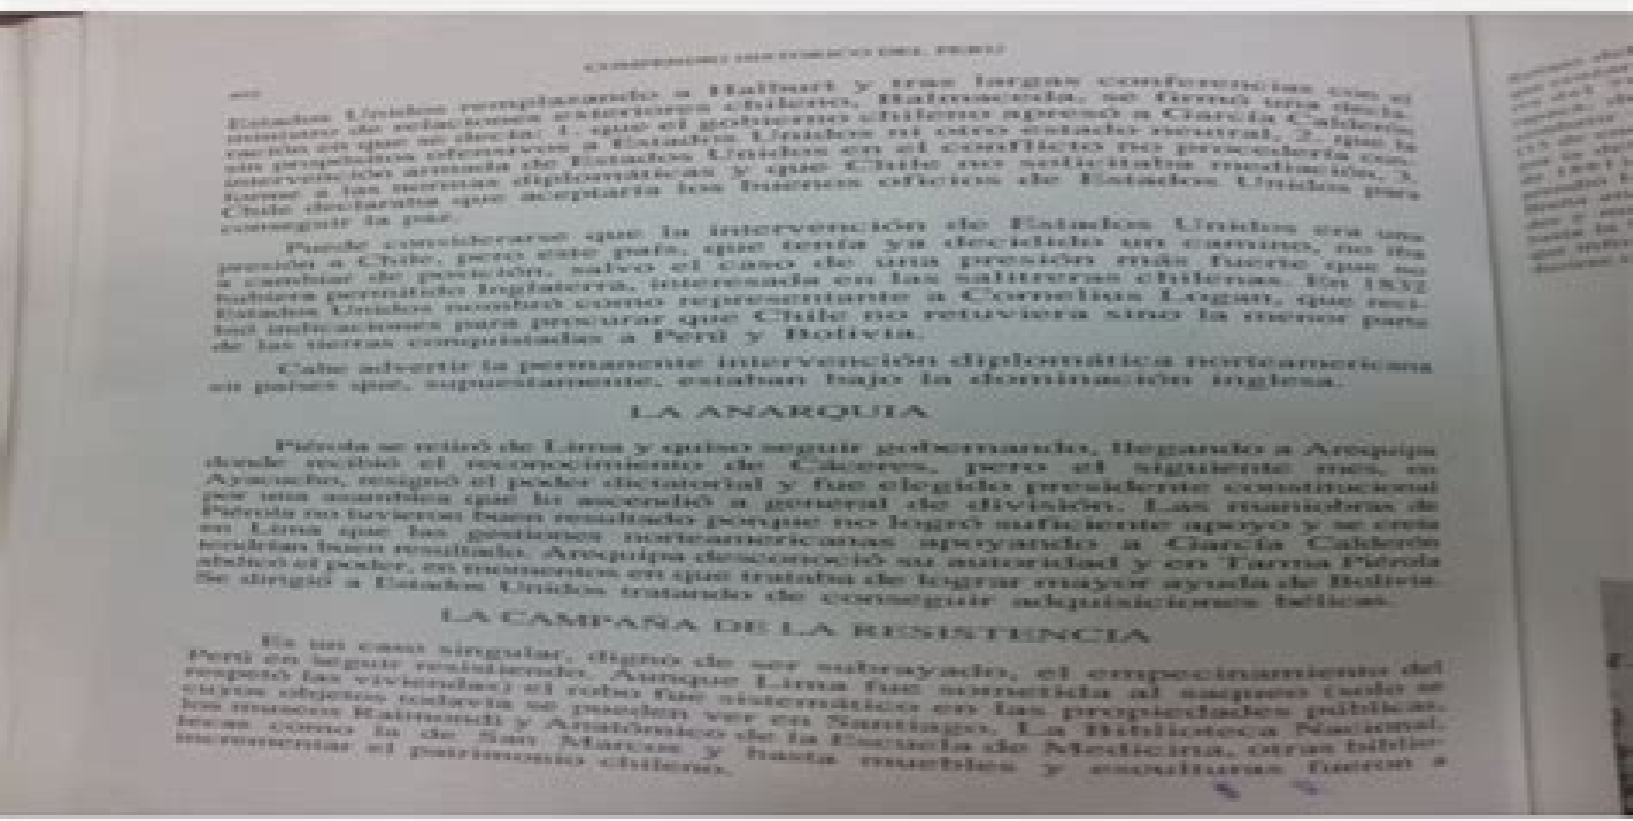 COMPENDIO HISTORICO DEL PERU
Estados Unidos remplazando a Hulburt y tras largas conferencias con el
ministro de relaciones exteriores chileno, Balmaceda, se firmó una decla-
ración en que se decía: 1. que el gobierno chileno apresó a García Calderón
sin propósitos ofensivos a Estados Unidos ni otro estado neutral, 2. que la
intervención armada de Estados Unidos en el conflicto no procedería con-
forme a las normas diplomáticas y que Chile no solicitaba mediación, 3.
Chile declaraba que aceptaría los buenos oficios de Estados Unidos para
conseguir la paz.
Puede considerarse que la intervención de Estados Unidos era una
presión a Chile, pero este país, que tenía ya decidido un camino, no iba
a cambiar de posición, salvo el caso de una presión más fuerte que no
hubiera permitido Inglaterra, interesada en las salitreras chilenas. En
Estados Unidos nombró como representante a Cornelius Logan, que reci-
bió indicaciones para procurar que Chile no retuviera sino la menor parte
de las tierras conquistadas a Perú y Bolivia.
Cabe advertir la permanente intervención diplomática norteamericana
en países que, supuestamente, estaban bajo la dominación inglesa.
LA ANARQUIA
Piérola se retiró de Lima y quiso seguir gobernando, llegando a Arequipa
donde recibió el reconocimiento de Cáceres, pero el siguiente mes, en
Ayacucho, resignó el poder dictatorial y fue elegido presidente constitucional
por una asamblea que lo ascendió a general de división. Las maniobras de
Piérola no tuvieron buen resultado porque no logró suficiente apoyo y se creía
en Lima que las gestiones norteamericanas apoyando a García Calderón
tendrían buen resultado. Arequipa desconoció su autoridad y en Tarma Piérola
abdicó el poder, en momentos en que trataba de lograr mayor ayuda de Bolivia.
Se dirigió a Estados Unidos tratando de conseguir adquisiciones bélicas.
LA CAMPAÑA DE LA RESISTENCIA
Es un caso singular, digno de ser subrayado, el empecinamiento del
Perú en seguir resistiendo. Aunque Lima fue sometida al saqueo (solo se
respetó las viviendas) el robo fue sistemático en las propiedades públicas,
cuyos objetos todavía se pueden ver en Santiago. La Biblioteca Nacional,
los museos Raimondi y Anatómico de la Escuela de Medicina, otras biblio-
tecas como la de San Marcos y hasta muebles y esculturas fueron a
incrementar el patrimonio chileno.